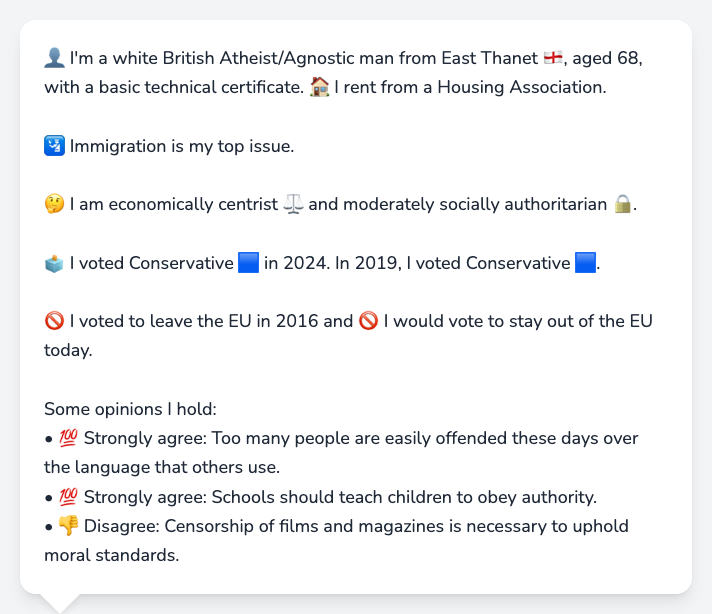 👤 I'm a white British Atheist/Agnostic man from East Thanet 🏴󠁧󠁢󠁥󠁮󠁧󠁿, aged 68,
with a basic technical certificate. 🏠 I rent from a Housing Association.
🛂 Immigration is my top issue.
🤔 I am economically centrist ⚖️ and moderately socially authoritarian 🔒.
🗳️ I voted Conservative 🟦 in 2024. In 2019, I voted Conservative 🟦.
🚫 I voted to leave the EU in 2016 and 🚫 I would vote to stay out of the EU
today.
Some opinions I hold:
• 💯 Strongly agree: Too many people are easily offended these days over
the language that others use.
• 💯 Strongly agree: Schools should teach children to obey authority.
• 👎 Disagree: Censorship of films and magazines is necessary to uphold
moral standards.